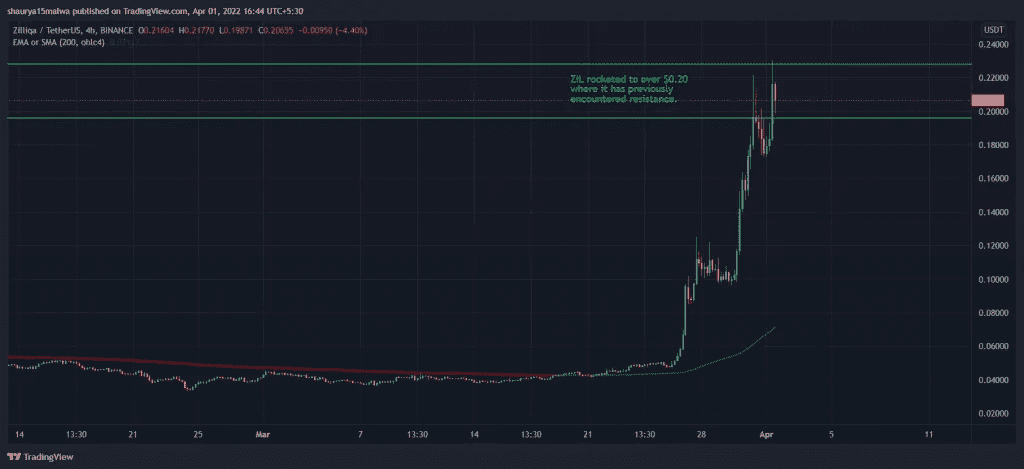 shaurya15malwa published on TradingView.com, Apr 01, 2022 16:44 UTC+5:30
Zilliqa / TetherUS, 4h, BINANCE O0.21604 H0.21770 L0.19871 C0.20655 -0.00950 (-4.40%)
EMA or SMA (200, ohlc4)
USDT
0.24000
ZIL rocketed to over $0.20
where it has previously
encountered resistance.
0.22000
0.20000
0.18000
0.16000
0.14000
0.12000
0.10000
0.08000
0.06000
0.04000
0.02000
14 13:30 21 25 Mar 7 13:30 14 13:30 21 13:30 28 Apr 5 11
TradingView